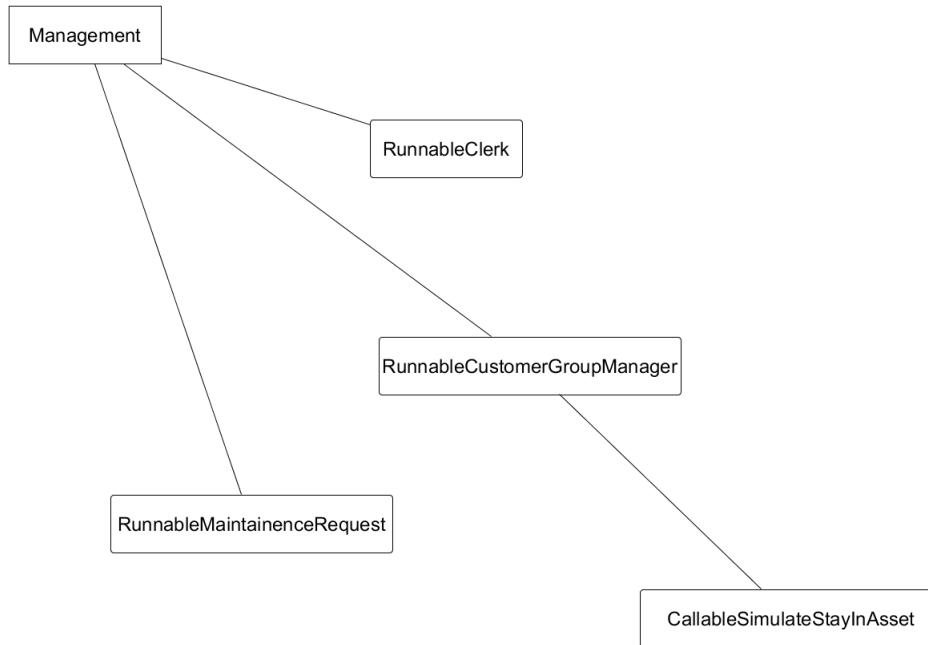 Management
RunnableClerk
RunnableCustomerGroupManager
RunnableMaintainenceRequest
CallableSimulateStayInAsset